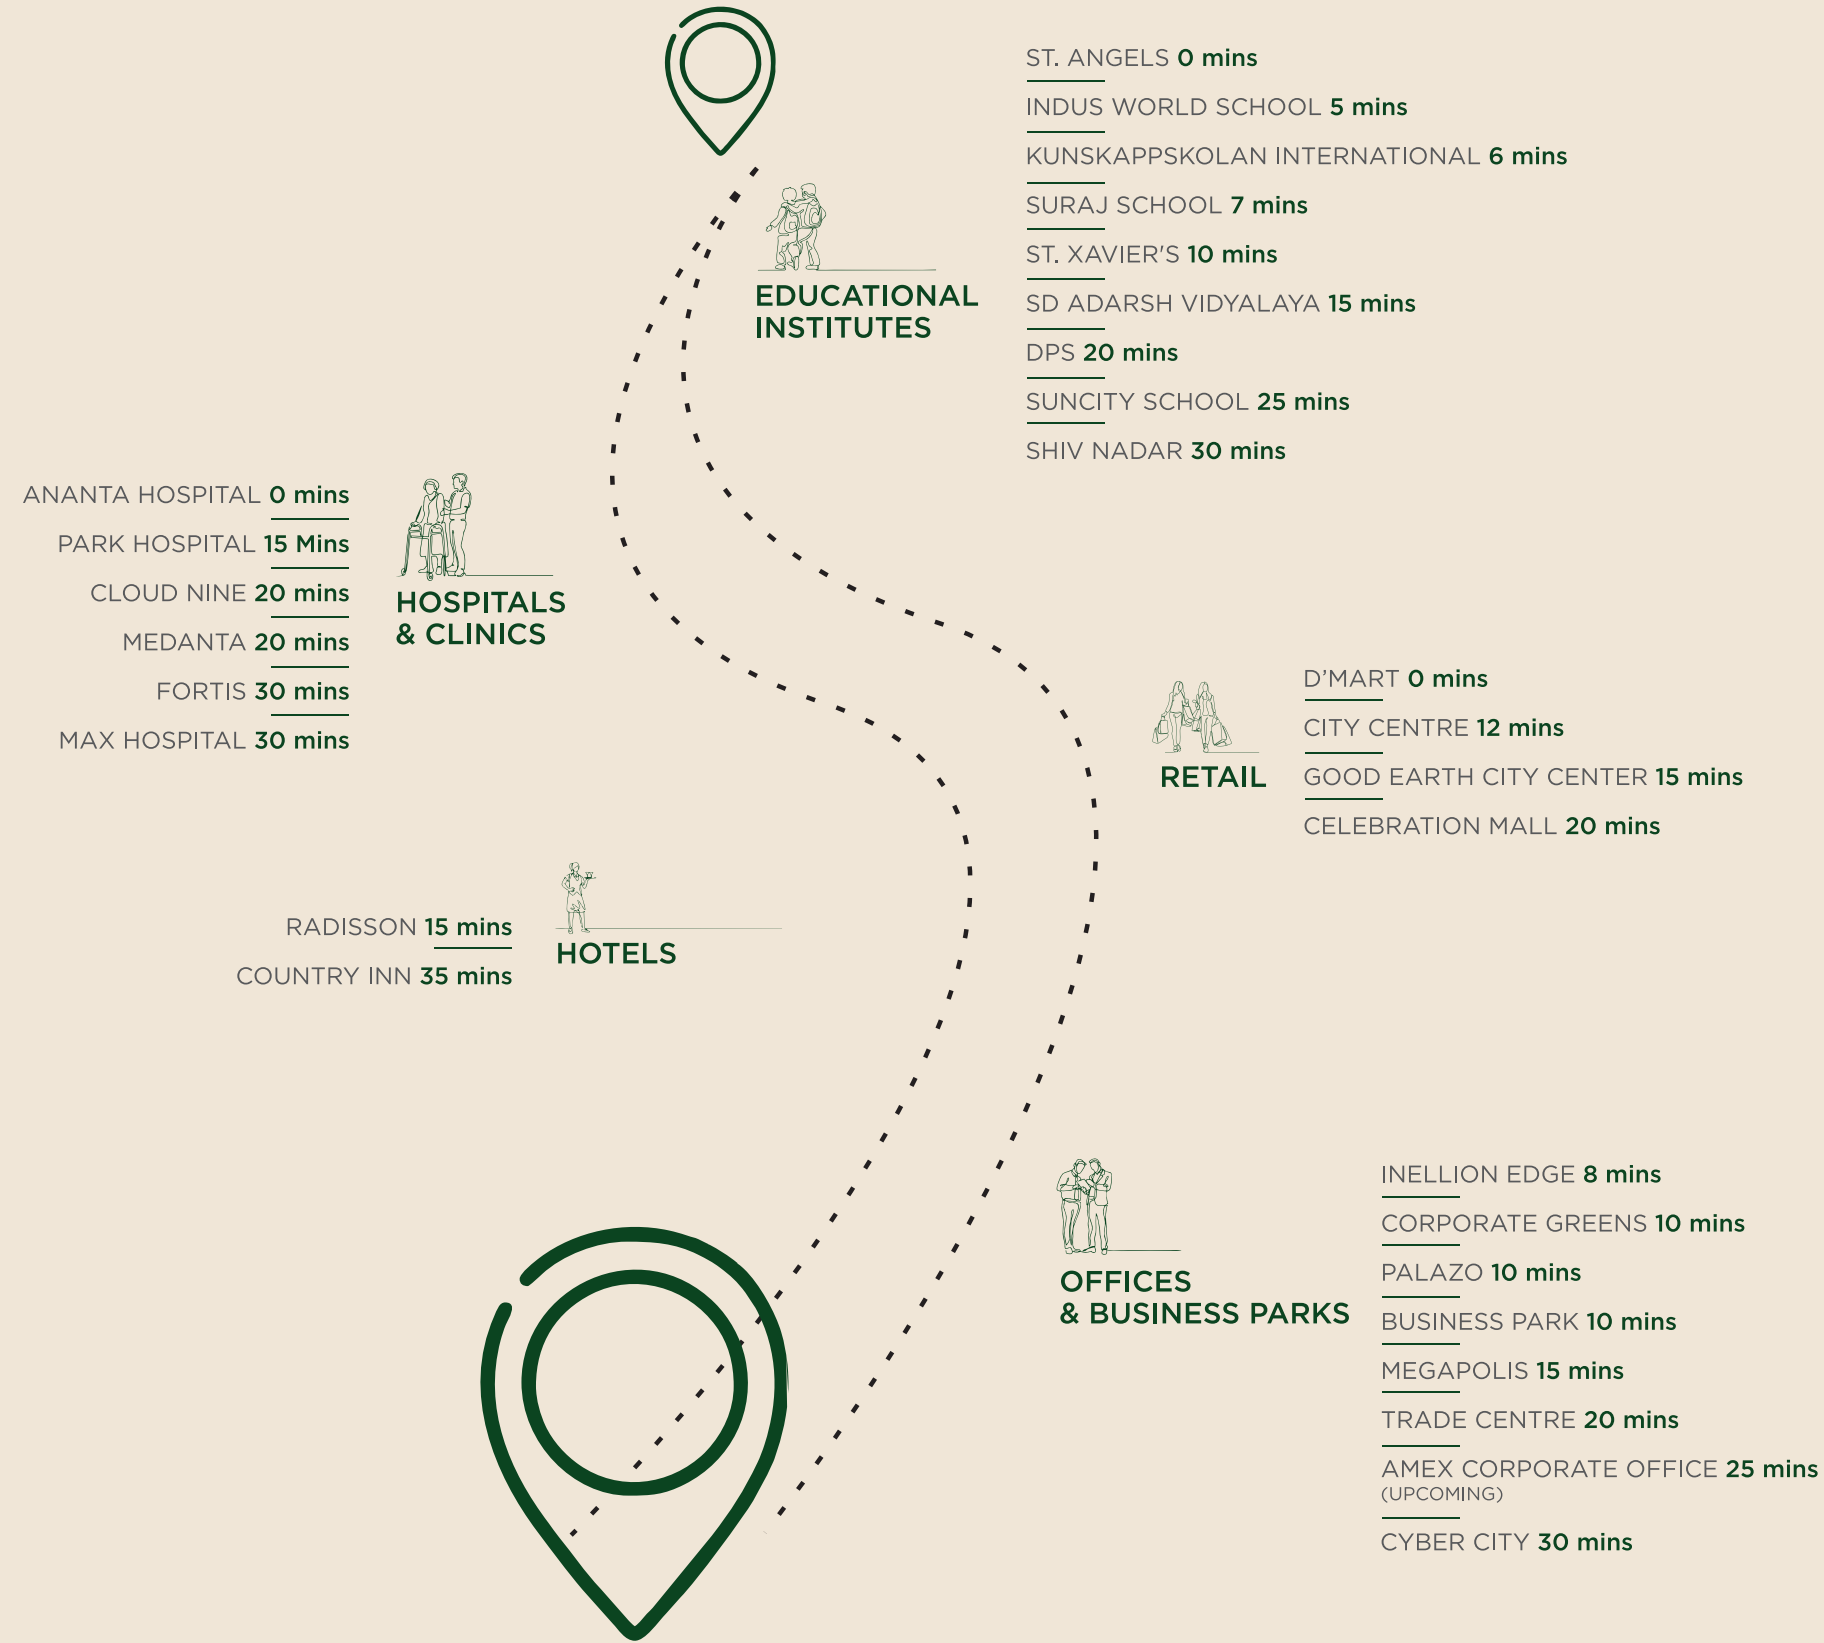 ST. ANGELS 0 mins
INDUS WORLD SCHOOL 5 mins
KUNSKAPPSKOLAN INTERNATIONAL 6 mins
SURAJ SCHOOL 7 mins
ST. XAVIER'S 10 mins
SD ADARSH VIDYALAYA 15 mins
DPS 20 mins
SUNCITY SCHOOL 25 mins
SHIV NADAR 30 mins
EDUCATIONAL
INSTITUTES
ANANTA HOSPITAL 0 mins
PARK HOSPITAL 15 Mins
CLOUD NINE 20 mins
MEDANTA 20 mins
FORTIS 30 mins
MAX HOSPITAL 30 mins
HOSPITALS
& CLINICS
D’MART 0 mins
CITY CENTRE 12 mins
GOOD EARTH CITY CENTER 15 mins
CELEBRATION MALL 20 mins
RETAIL
RADISSON 15 mins
COUNTRY INN 35 mins
HOTELS
INELLION EDGE 8 mins
CORPORATE GREENS 10 mins
PALAZO 10 mins
BUSINESS PARK 10 mins
MEGAPOLIS 15 mins
TRADE CENTRE 20 mins
AMEX CORPORATE OFFICE 25 mins
(UPCOMING)
CYBER CITY 30 mins
OFFICES
& BUSINESS PARKS